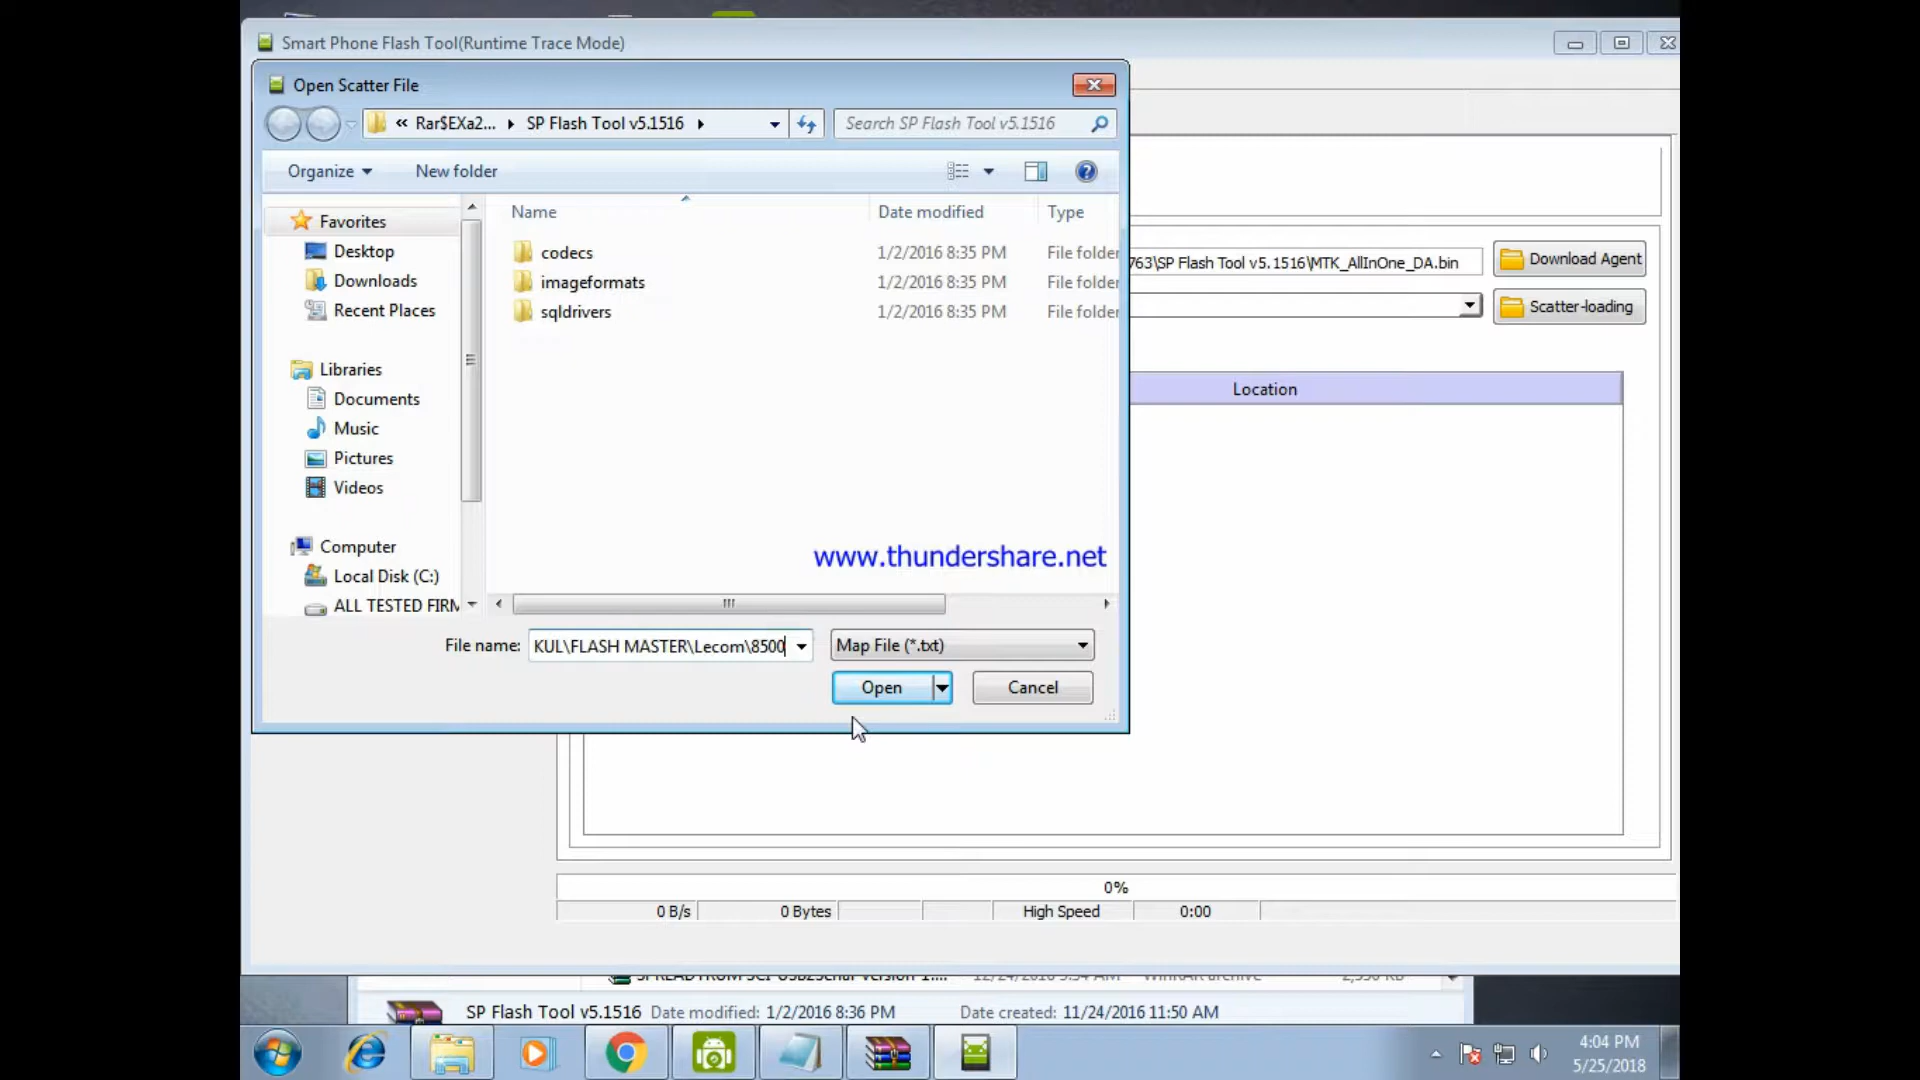 Smart Phone Flash Tool(Runtime Trace Mode)
Open Scatter File
« Rar$EXa2... SP Flash Tool v5.1516
Search SP Flash Tool v5.1516
Organize New folder
Favorites
Desktop
Downloads
Recent Places
Libraries
Documents
Music
Pictures
Videos
Computer
Local Disk (C:)
ALL TESTED FIRM
Name Date modified Type
codecs 1/2/2016 8:35 PM File folder
imageformats 1/2/2016 8:35 PM File folder
sqldrivers 1/2/2016 8:35 PM File folder
www.thundershare.net
File name: KUL\FLASH MASTER\Lecom\8500 Map File (*.txt)
Open Cancel
763\SP Flash Tool v5.1516\MTK_AllInOne_DA.bin Download Agent
Scatter-loading
Location
0%
0 B/s 0 Bytes High Speed 0:00
SP Flash Tool v5.1516 Date modified: 1/2/2016 8:36 PM Date created: 11/24/2016 11:50 AM
4:04 PM
5/25/2018